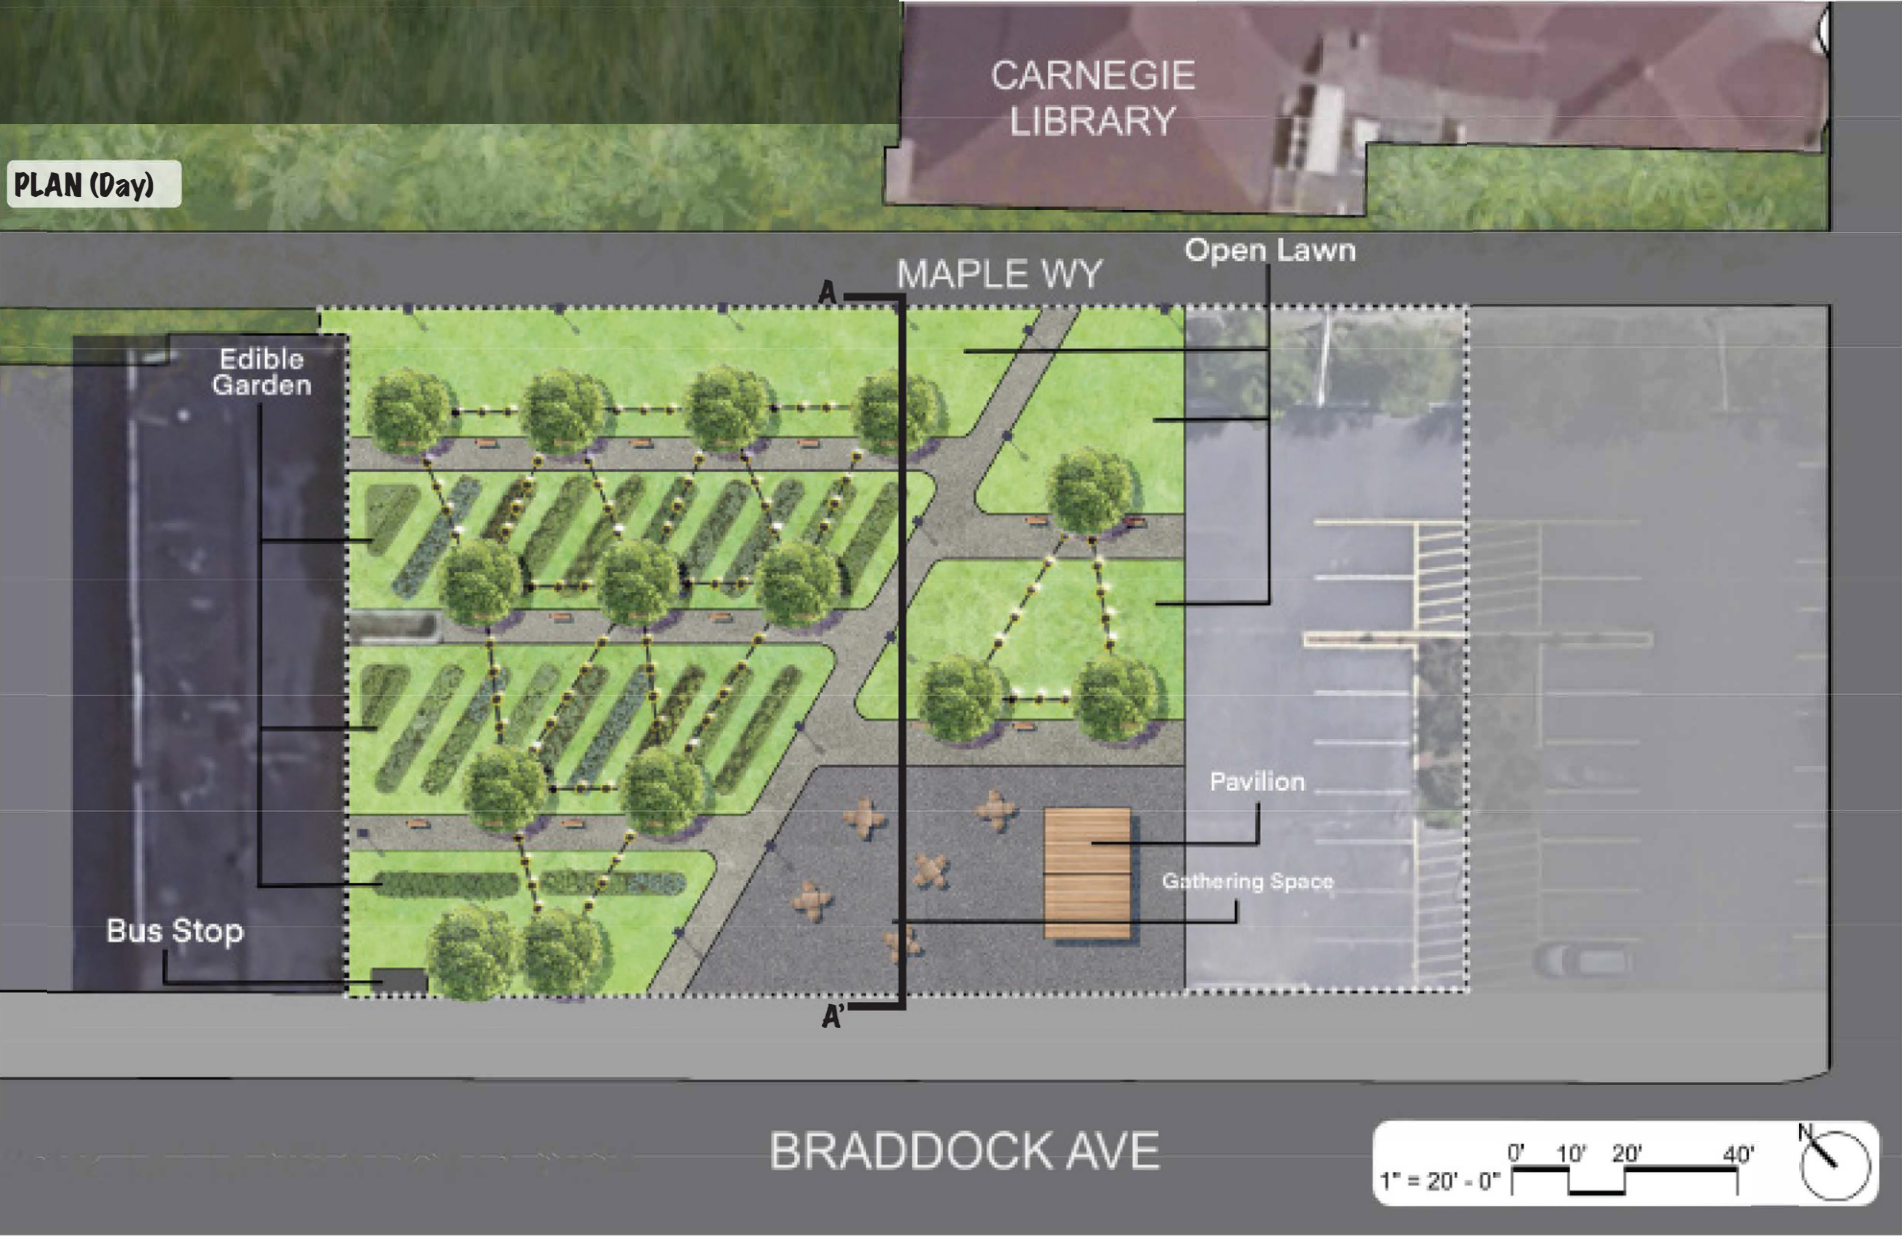 CARNEGIE
LIBRARY
PLAN (Day)
Open Lawn
MAPLE WY
A
Edible
Garden
Pavilion
Gathering Space
Bus Stop
A'
BRADDOCK AVE
N
0' 10' 20' 40'
1" = 20' - 0"